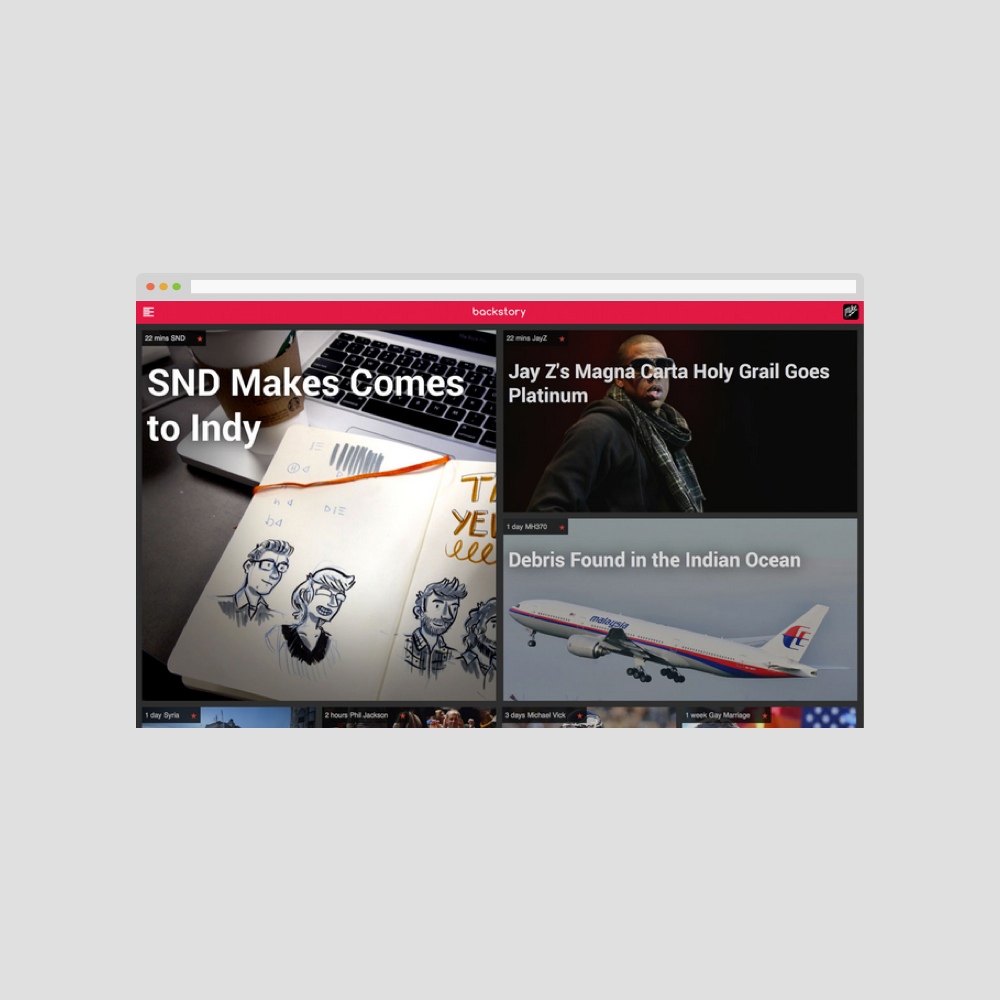 backstory
22 mins SND
SND Makes Comes
to Indy
22 mins JayZ
Jay Z's Magna Carta Holy Grail Goes
Platinum
1 day MH370
Debris Found in the Indian Ocean
malaysia
1 day Syria
2 hours Phil Jackson
3 days Michael Vick
1 week Gay Marriage